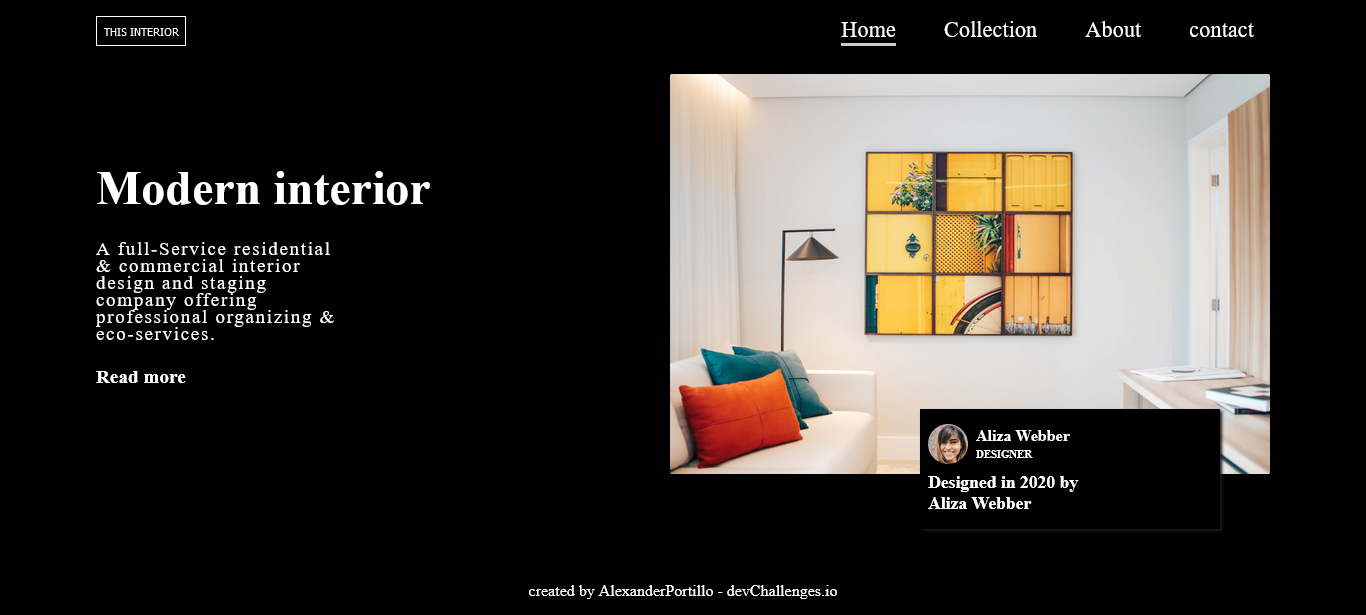 THIS INTERIOR
Home Collection About contact
Modern interior
A full-Service residential
& commercial interior
design and staging
company offering
professional organizing &
eco-services.
Read more
Aliza Webber
DESIGNER
Designed in 2020 by
Aliza Webber
created by AlexanderPortillo - devChallenges.io